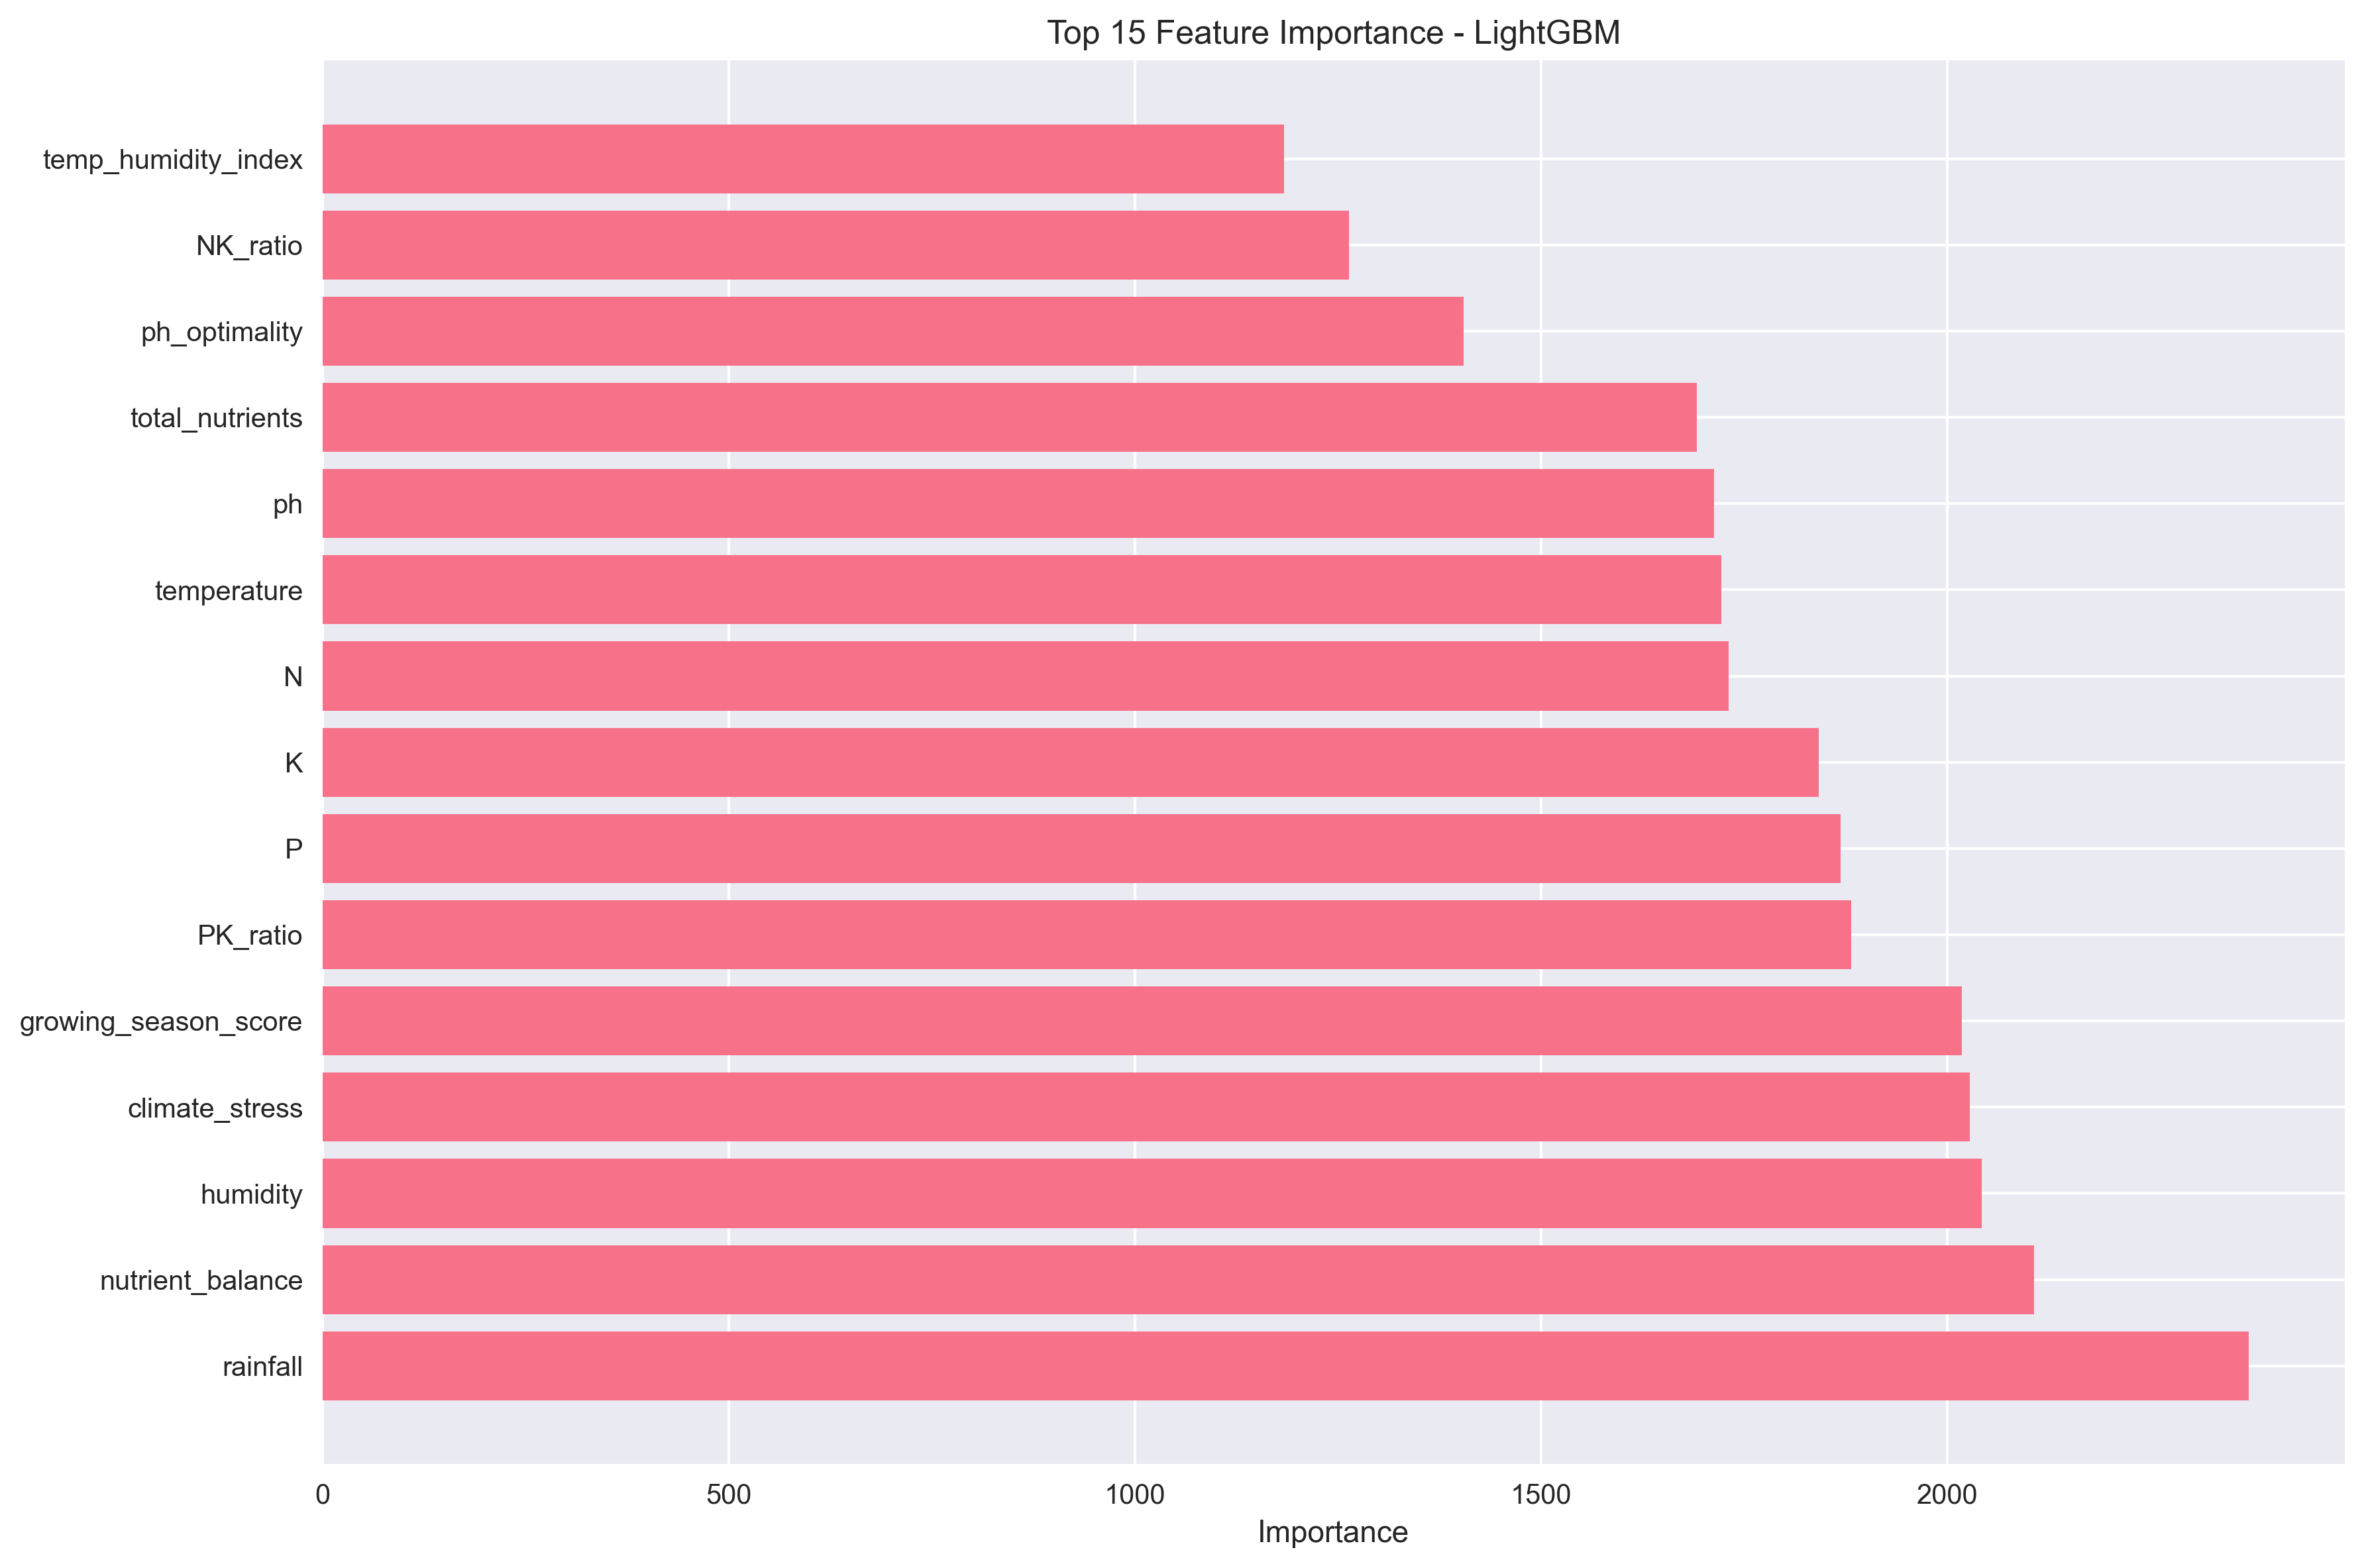 Top 15 Feature Importance - LightGBM
temp_humidity_index
NK_ratio
ph_optimality
total_nutrients
ph
temperature
N
K
P
PK_ratio
growing_season_score
climate_stress
humidity
nutrient_balance
rainfall
0 500 1000 1500 2000
Importance